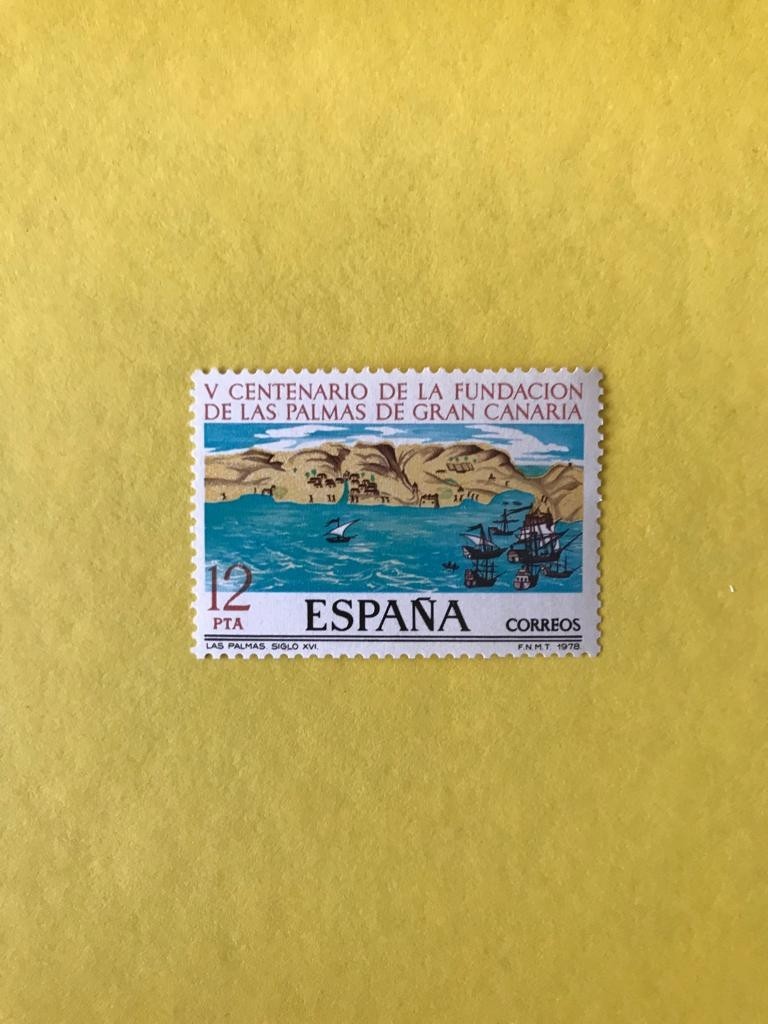 V CENTENARIO DE LA FUNDACION
DE LAS PALMAS DE GRAN CANARIA
12
PTA
ESPAÑA
CORREOS
LAS PALMAS. SIGLO XVI.
F.N.M.T. 1978